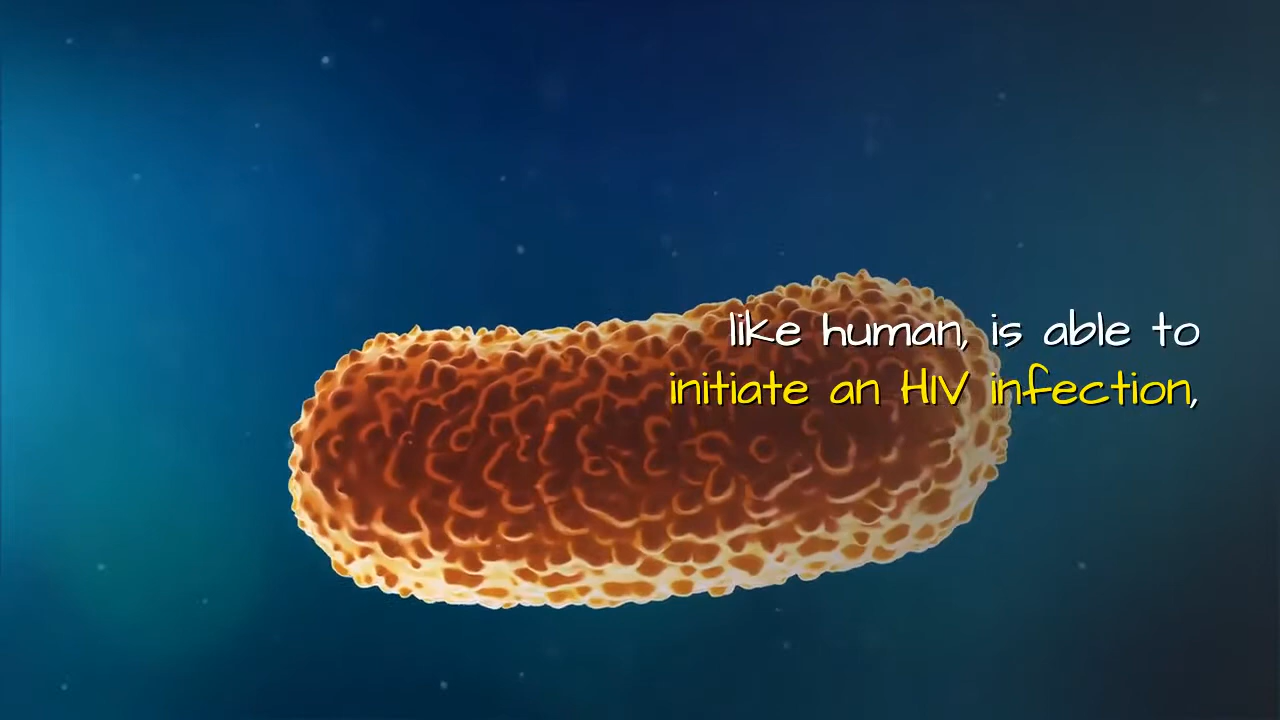 like human, is able to
initiate an HIV infection,